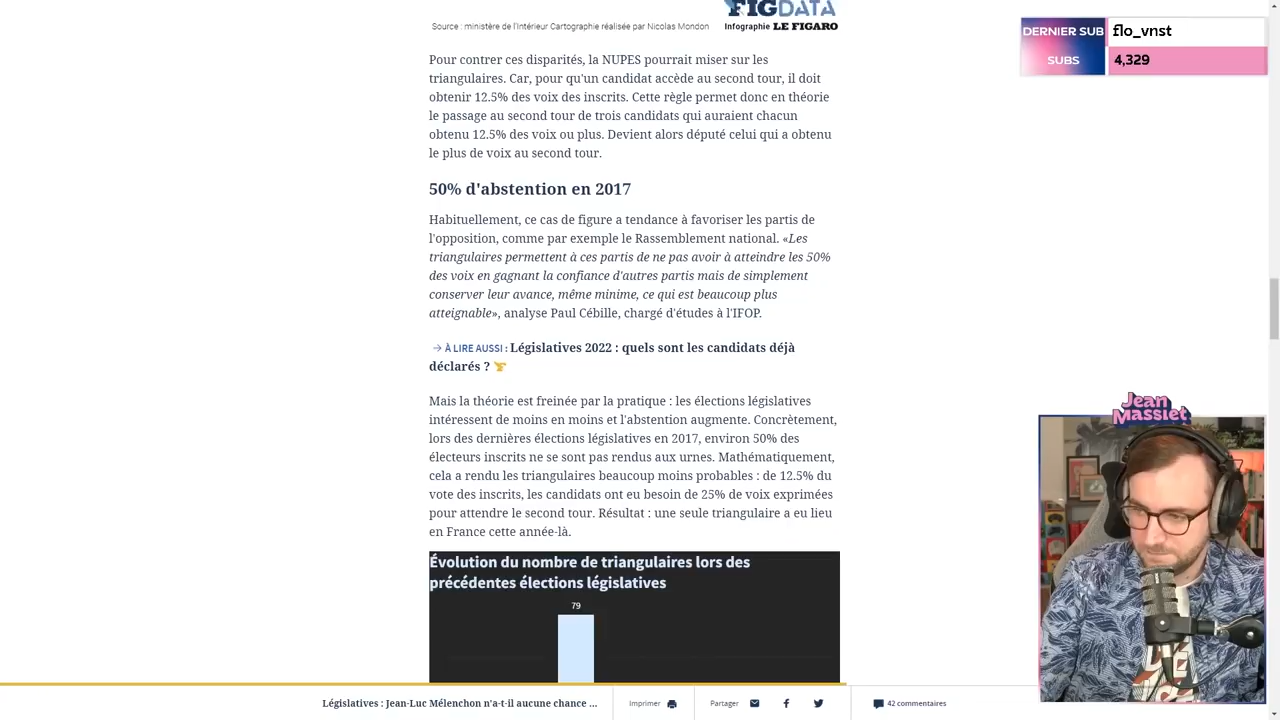 FIGDATA
Source : ministère de l'Intérieur Cartographie réalisée par Nicolas Mondon
Infographie LE FIGARO
DERNIER SUB
flo_vnst
SUBS
4,329
Pour contrer ces disparités, la NUPES pourrait miser sur les
triangulaires. Car, pour qu'un candidat accède au second tour, il doit
obtenir 12.5% des voix des inscrits. Cette règle permet donc en théorie
le passage au second tour de trois candidats qui auraient chacun
obtenu 12.5% des voix ou plus. Devient alors député celui qui a obtenu
le plus de voix au second tour.
50% d'abstention en 2017
Habituellement, ce cas de figure a tendance à favoriser les partis de
l'opposition, comme par exemple le Rassemblement national. «Les
triangulaires permettent à ces partis de ne pas avoir à atteindre les 50%
des voix en gagnant la confiance d'autres partis mais de simplement
conserver leur avance, même minime, ce qui est beaucoup plus
atteignable», analyse Paul Cébille, chargé d'études à l'IFOP.
→ À LIRE AUSSI : Législatives 2022 : quels sont les candidats déjà
déclarés ?
Mais la théorie est freinée par la pratique : les élections législatives
intéressent de moins en moins et l'abstention augmente. Concrètement,
lors des dernières élections législatives en 2017, environ 50% des
électeurs inscrits ne se sont pas rendus aux urnes. Mathématiquement,
cela a rendu les triangulaires beaucoup moins probables : de 12.5% du
vote des inscrits, les candidats ont eu besoin de 25% de voix exprimées
pour attendre le second tour. Résultat : une seule triangulaire a eu lieu
en France cette année-là.
Évolution du nombre de triangulaires lors des
précédentes élections législatives
79
Jean
Massiet
Législatives : Jean-Luc Mélenchon n'a-t-il aucune chance ...
Imprimer
Partager
42 commentaires